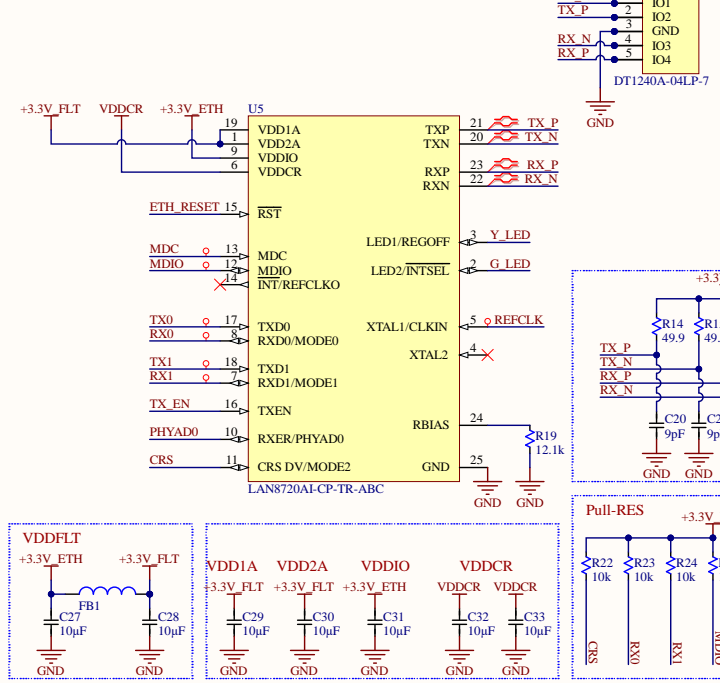 IO1
TX_P 2 IO2
3 GND
RX_N 4 IO3
RX_P 5 IO4
DT1240A-04LP-7
GND
+3.3V_FLT VDDCR +3.3V_ETH U5
19 VDD1A TXP 21 TX_P
1 VDD2A TXN 20 TX_N
9 VDDIO
6 VDDCR
RXP 23 RX_P
RXN 22 RX_N
ETH_RESET 15 RST
LED1/REGOFF 3 Y_LED
MDC 13 MDC
MDIO 12 MDIO LED2/INTSEL 2 G_LED
14 INT/REFCLKO
TX0 17 TXD0 XTAL1/CLKIN 5 REFCLK
RX0 8 RXD0/MODE0
XTAL2 4
TX1 18 TXD1
RX1 7 RXD1/MODE1
TX_EN 16 TXEN
RBIAS 24
PHYAD0 10 RXER/PHYAD0
R19
12.1k
CRS 11 CRS DV/MODE2 GND 25
LAN8720AI-CP-TR-ABC
GND GND
R14
49.9
TX_P
TX_N
RX_P
RX_N
C20
9pF
GND GND
VDDFLT
+3.3V_ETH +3.3V_FLT
FB1
C27
10µF
C28
10µF
GND GND
VDD1A VDD2A VDDIO VDDCR
+3.3V_FLT +3.3V_FLT +3.3V_ETH VDDCR VDDCR
C29 C30 C31 C32 C33
10µF 10µF 10µF 10µF 10µF
GND GND GND GND GND
Pull-RES
+3.3V
R22 R23 R24
10k 10k 10k
CRS RX0 RX1